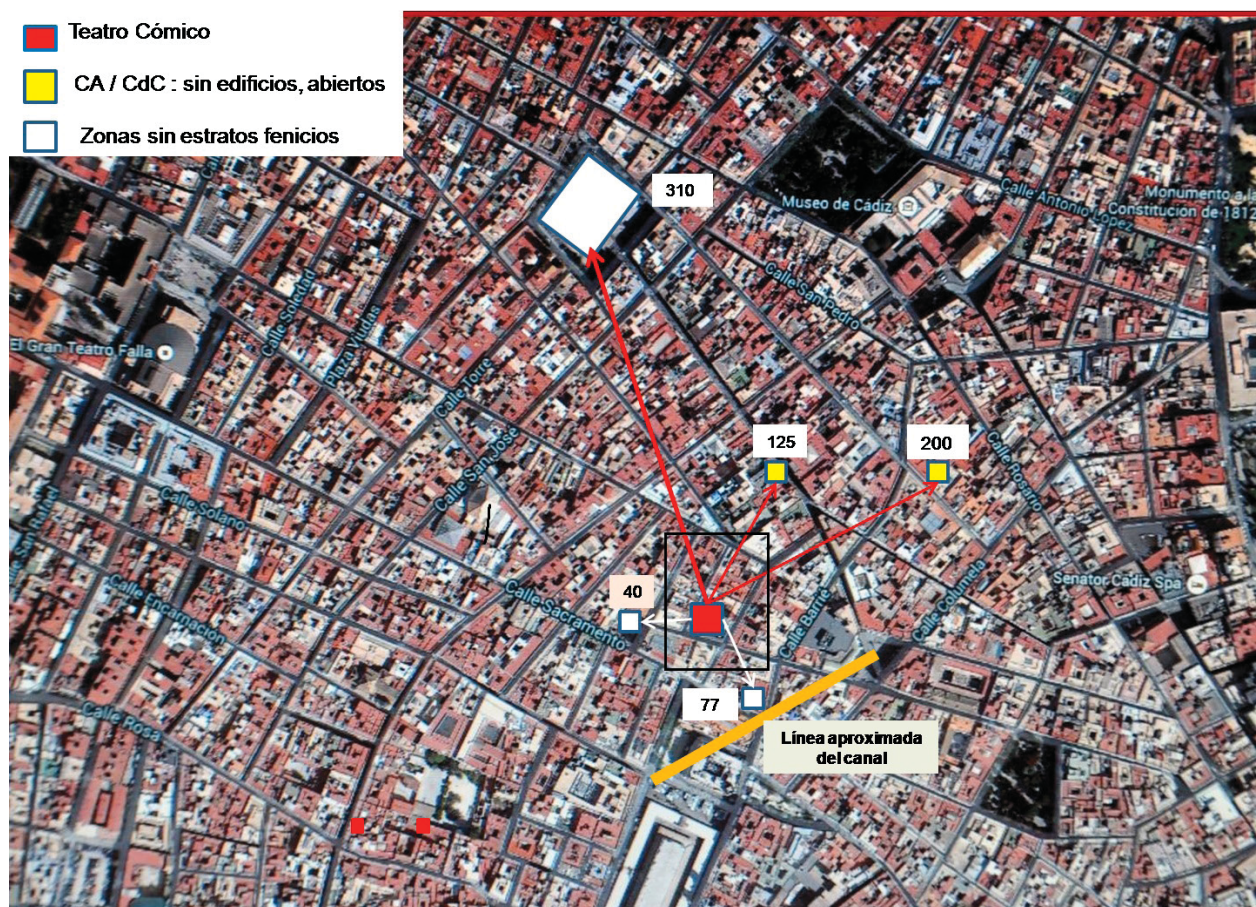 Teatro Cómico
CA / CdC : sin edificios, abiertos
Zonas sin estratos fenicios
310
Museo de Cádiz
Calle Antonio López
Monumento a la
Constitución de 181
Calle Soledad
Plaza Viudas
Calle San Pedro
El Gran Teatro Falla
Calle Torre
125
200
Calle San José
Calle Rosario
Calle Solano
San Rafael
Calle Encarnación
40
Calle Sacramento
Calle Barrié
Calle Columela
Senator Cádiz Spa
77
Calle Rosa
Línea aproximada
del canal